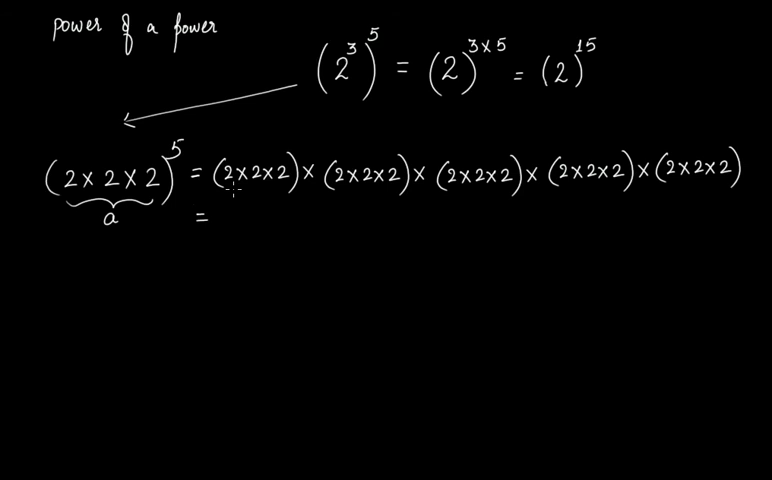 power of a power
(2³)⁵ = (2)³ˣ⁵ = (2)¹⁵
(2 × 2 × 2)⁵ = (2×2×2) × (2×2×2) × (2×2×2) × (2×2×2) × (2×2×2)
a =